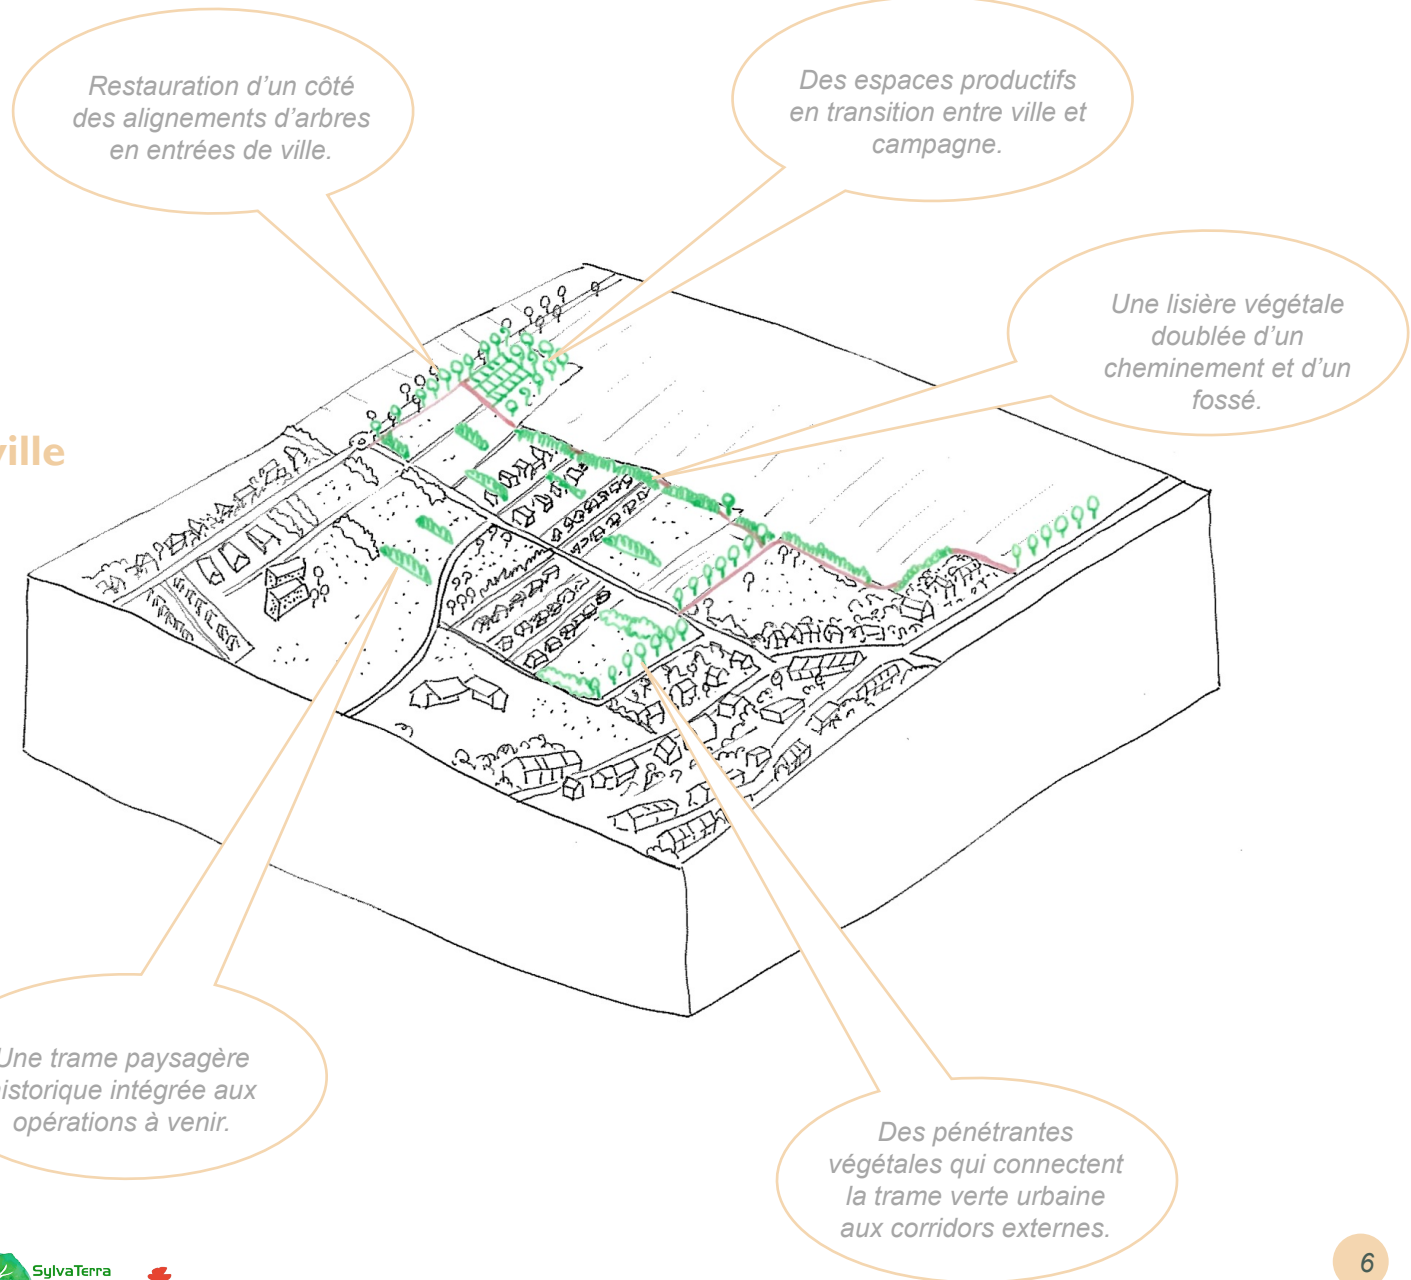 Restauration d’un côté
des alignements d’arbres
en entrées de ville.
Des espaces productifs
en transition entre ville et
campagne.
Une lisière végétale
doublée d’un
cheminement et d’un
fossé.
ville
Une trame paysagère
historique intégrée aux
opérations à venir.
Des pénétrantes
végétales qui connectent
la trame verte urbaine
aux corridors externes.
SylvaTerra
6